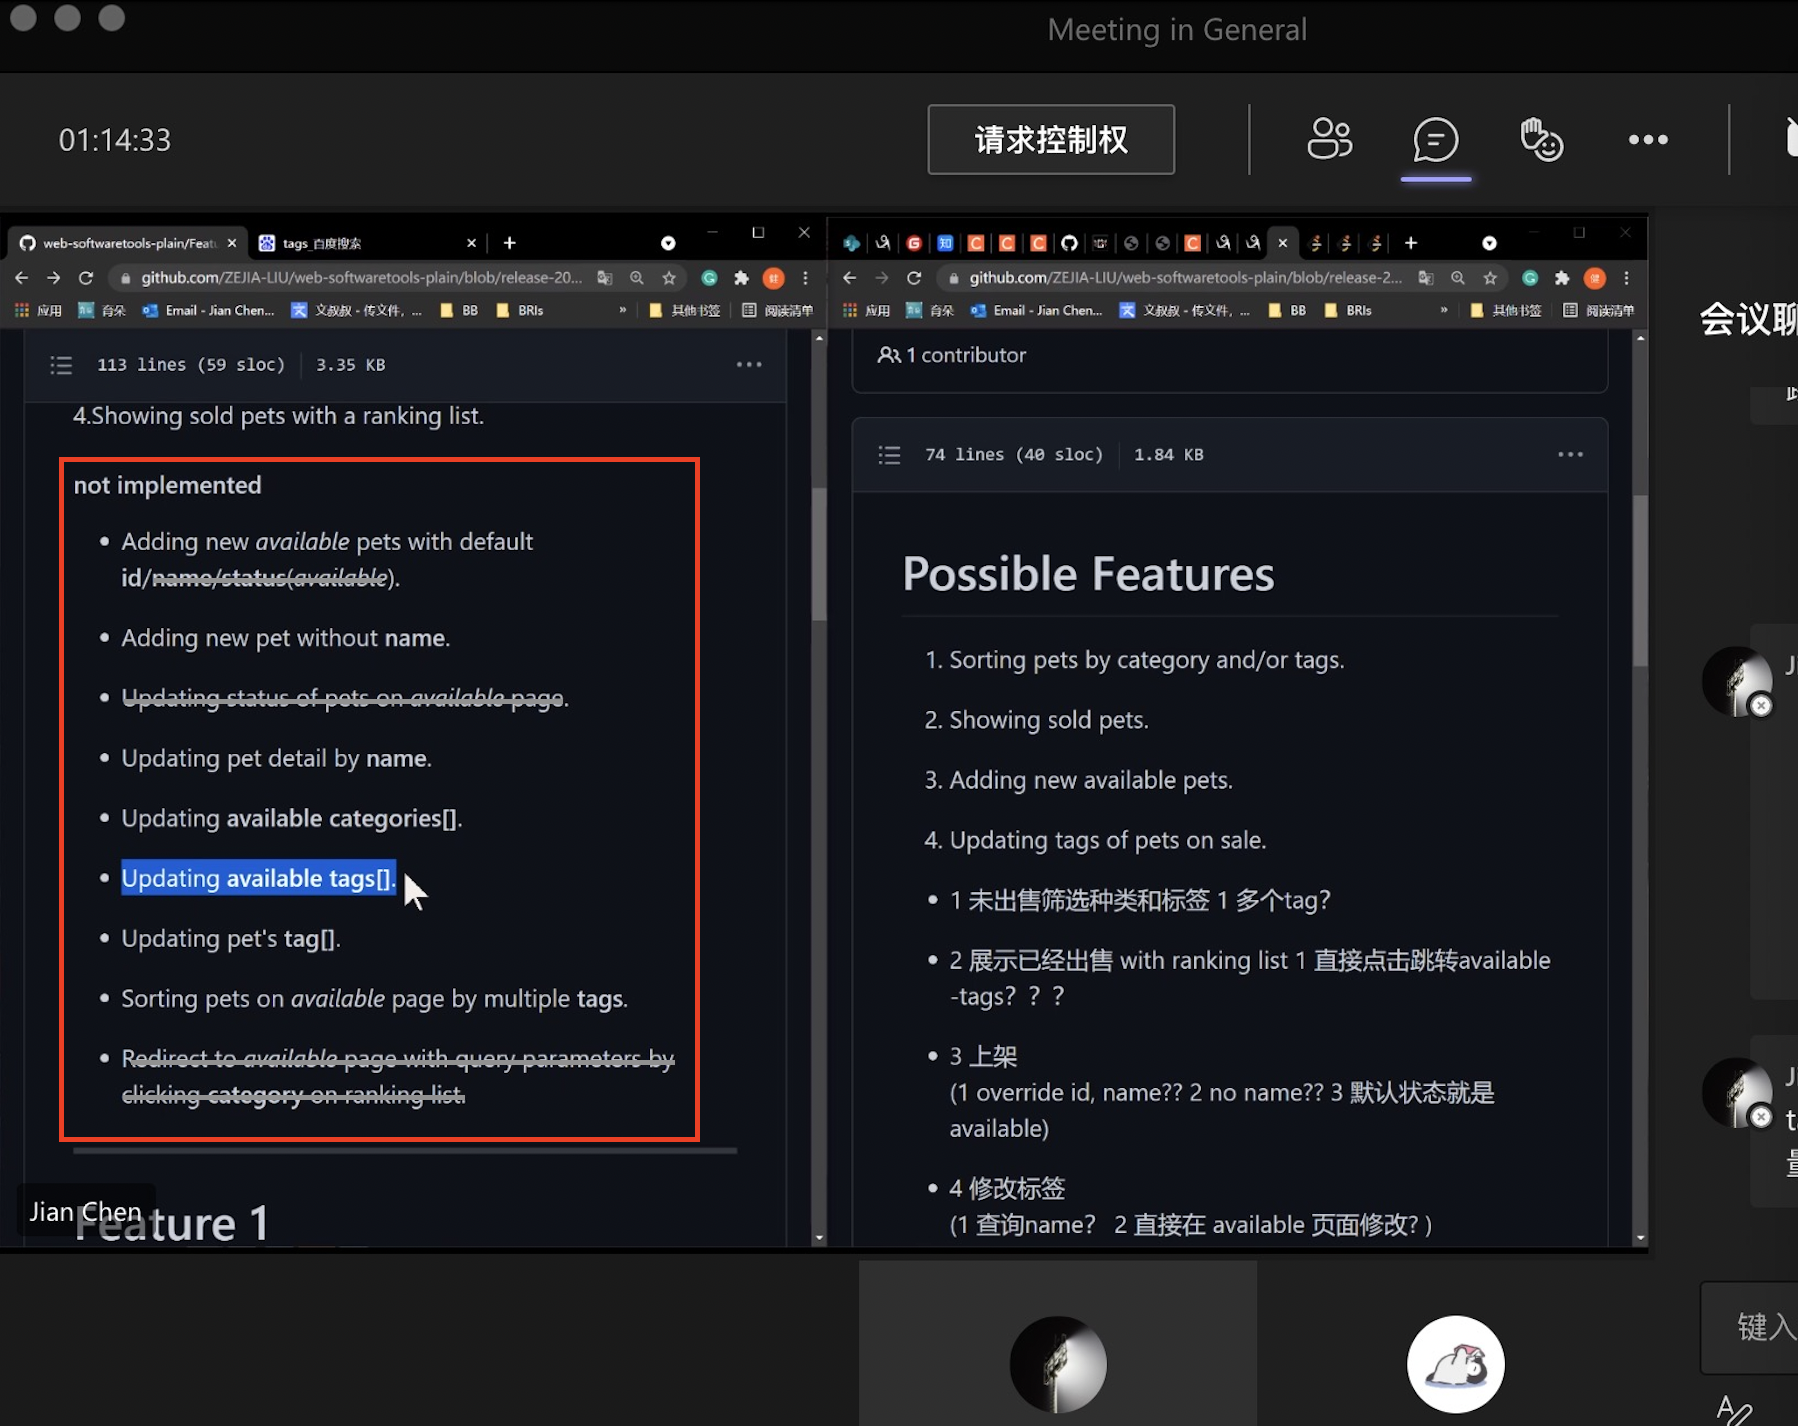 Meeting in General
01:14:33
请求控制权
web-softwaretools-plain/Featu
tags_百度搜索
github.com/ZEJIA-LIU/web-softwaretools-plain/blob/release-20...
应用
育朵
Email - Jian Chen...
文叔叔 - 传文件，...
BB
BRIs
»
其他书签
阅读清单
113 lines (59 sloc)
3.35 KB
4.Showing sold pets with a ranking list.
not implemented
• Adding new available pets with default
id/name/status(available).
• Adding new pet without name.
• Updating status of pets on available page.
• Updating pet detail by name.
• Updating available categories[].
• Updating available tags[].
• Updating pet's tag[].
• Sorting pets on available page by multiple tags.
• Redirect to available page with query parameters by
clicking category on ranking list.
Feature 1
Jian Chen
github.com/ZEJIA-LIU/web-softwaretools-plain/blob/release-2...
应用
育朵
Email - Jian Chen...
文叔叔 - 传文件，...
BB
BRIs
»
其他书签
阅读清单
1 contributor
74 lines (40 sloc)
1.84 KB
Possible Features
1. Sorting pets by category and/or tags.
2. Showing sold pets.
3. Adding new available pets.
4. Updating tags of pets on sale.
• 1 未出售筛选种类和标签 1 多个tag？
• 2 展示已经出售 with ranking list 1 直接点击跳转available
-tags？？？
• 3 上架
(1 override id, name?? 2 no name?? 3 默认状态就是
available)
• 4 修改标签
(1 查询name？ 2 直接在 available 页面修改? )
会议聊
键入